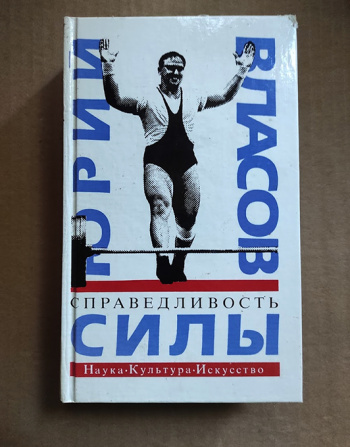 ЮРИЙ
ВЛАСОВ
СПРАВЕДЛИВОСТЬ
СИЛЫ
Наука·Культура·Искусство